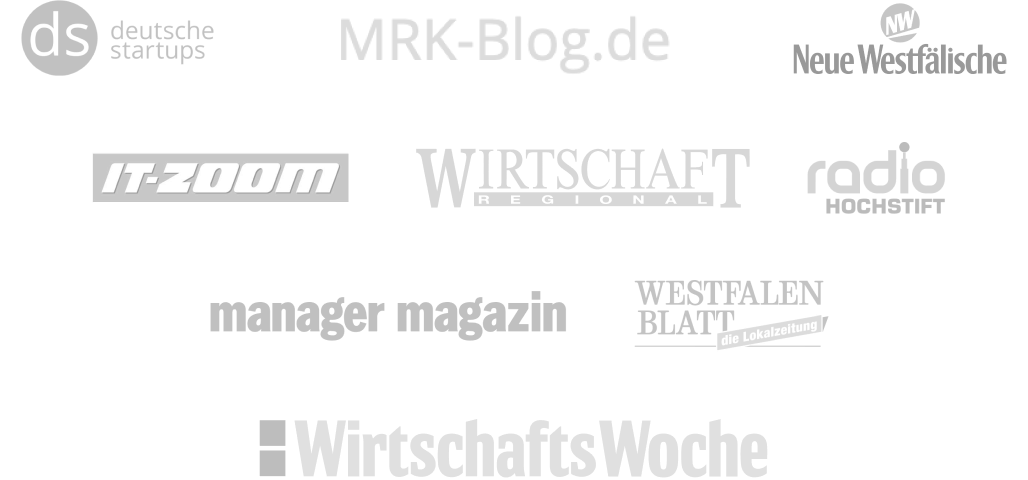 ds deutsche
startups
MRK-Blog.de
NW
Neue Westfälische
IT-ZOOM
WIRTSCHAFT
REGIONAL
radio
HOCHSTIFT
manager magazin
WESTFALEN
BLATT
die Lokalzeitung
WirtschaftsWoche